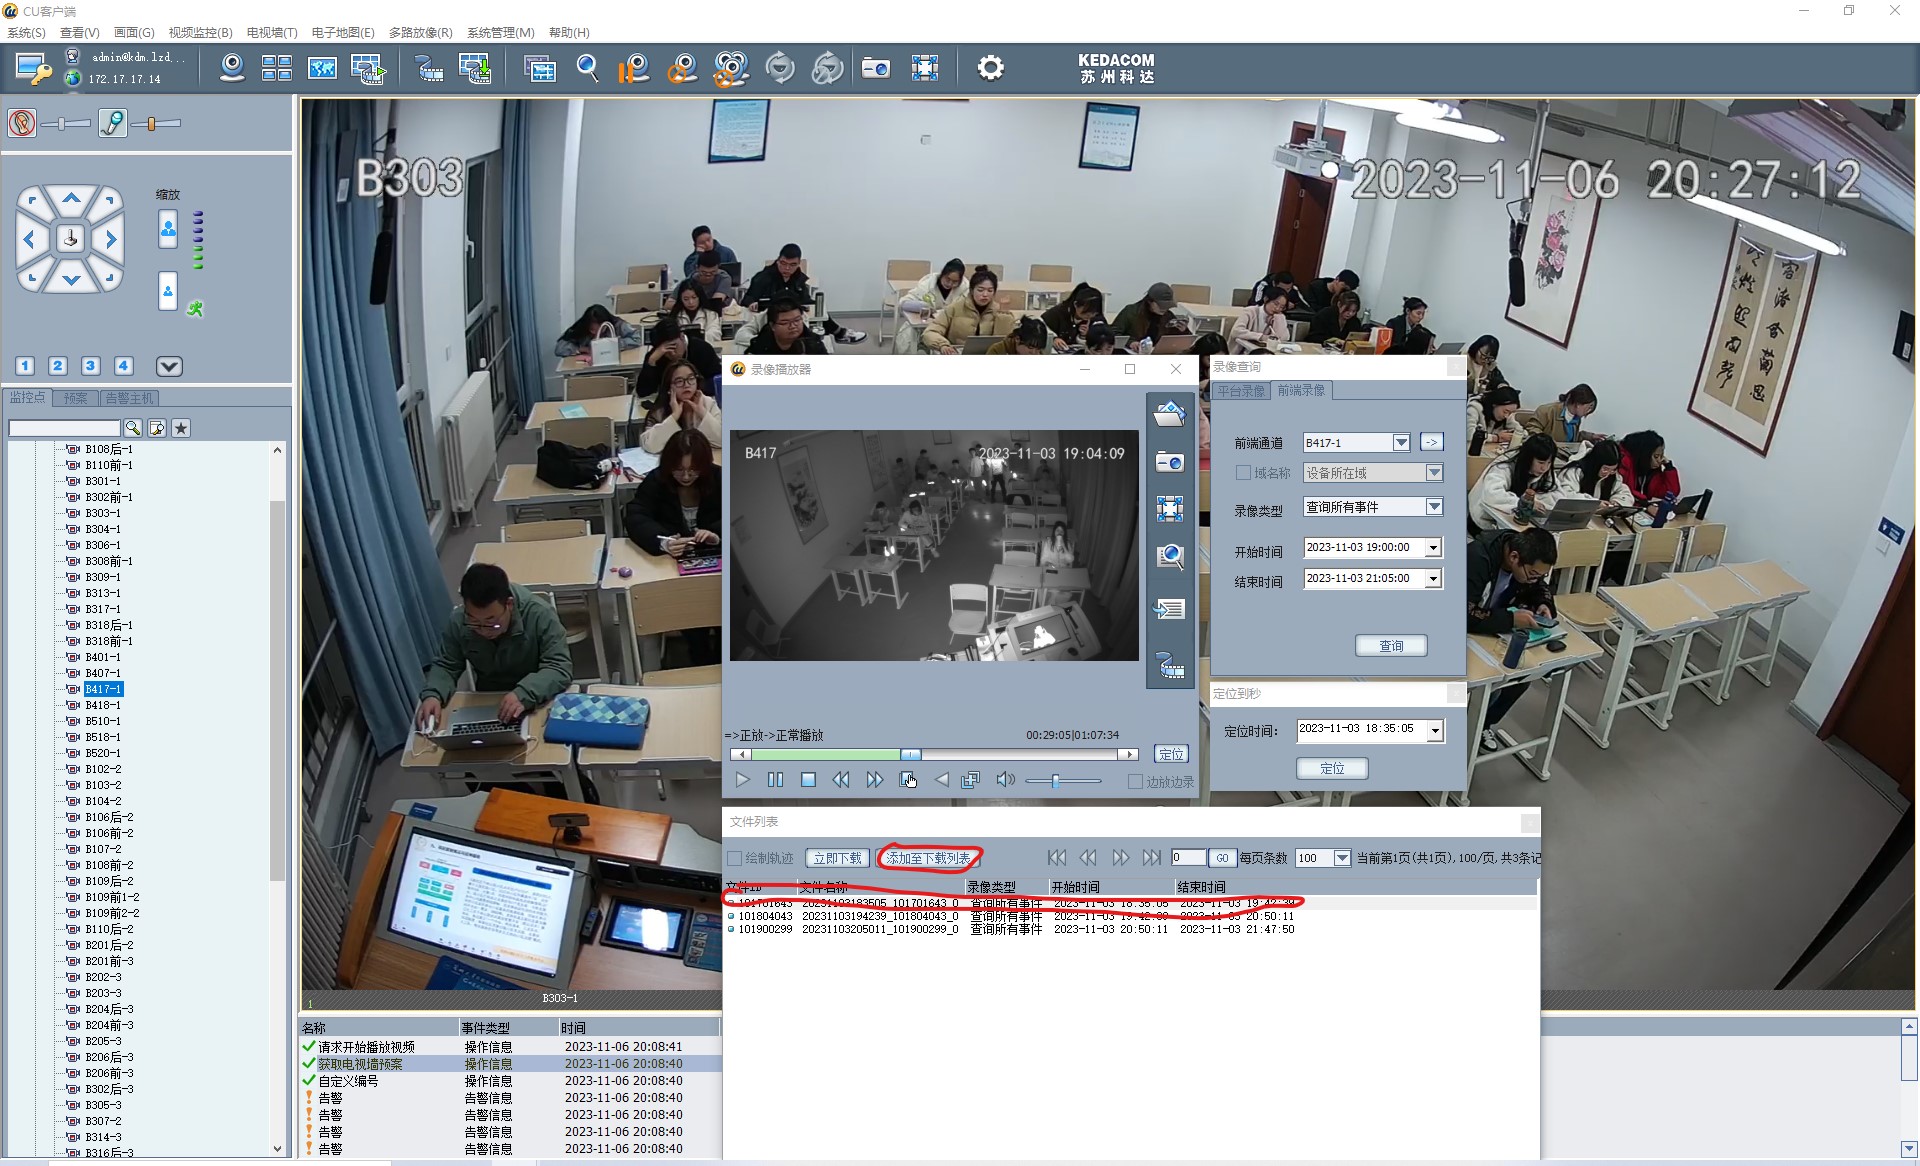 CU客户端
系统(S) 查看(V) 画面(G) 视频监控(B) 电视墙(T) 电子地图(E) 多路放像(R) 系统管理(M) 帮助(H)
admin@kdm.lzd...
172.17.17.14
KEDACOM
苏州科达
缩放
1 2 3 4
监控点 预案 告警主机
B108后-1
B110前-1
B301-1
B302前-1
B303-1
B304-1
B306-1
B308前-1
B309-1
B313-1
B317-1
B318后-1
B318前-1
B401-1
B407-1
B417-1
B418-1
B510-1
B518-1
B520-1
B102-2
B103-2
B104-2
B106后-2
B106前-2
B107-2
B108前-2
B109后-2
B109前1-2
B109前2-2
B110后-2
B201后-2
B201前-3
B202-3
B203-3
B204后-3
B204前-3
B205-3
B206后-3
B206前-3
B302后-3
B305-3
B307-2
B314-3
B316后-3
B303
2023-11-06 20:27:12
1
B303-1
录像播放器
B417
2023-11-03 19:04:09
=>正放->正常播放
00:29:05|01:07:34
定位
边放边录
录像查询
平台录像 前端录像
前端通道 B417-1 ->
域名称 设备所在域
录像类型 查询所有事件
开始时间 2023-11-03 19:00:00
结束时间 2023-11-03 21:05:00
查询
定位到秒
定位时间: 2023-11-03 18:35:05
定位
文件列表
绘制轨迹 立即下载 添加至下载列表 0 GO 每页条数 100 当前第1页(共1页),100/页,共3条记
文件ID 文件名称 录像类型 开始时间 结束时间
101701643 20231103183505_101701643_0 查询所有事件 2023-11-03 18:35:05 2023-11-03 19:42:39
101804043 20231103194239_101804043_0 查询所有事件 2023-11-03 19:42:39 2023-11-03 20:50:11
101900299 20231103205011_101900299_0 查询所有事件 2023-11-03 20:50:11 2023-11-03 21:47:50
名称 事件类型 时间
请求开始播放视频 操作信息 2023-11-06 20:08:41
获取电视墙预案 操作信息 2023-11-06 20:08:40
自定义编号 操作信息 2023-11-06 20:08:40
告警 告警信息 2023-11-06 20:08:40
告警 告警信息 2023-11-06 20:08:40
告警 告警信息 2023-11-06 20:08:40
告警 告警信息 2023-11-06 20:08:40